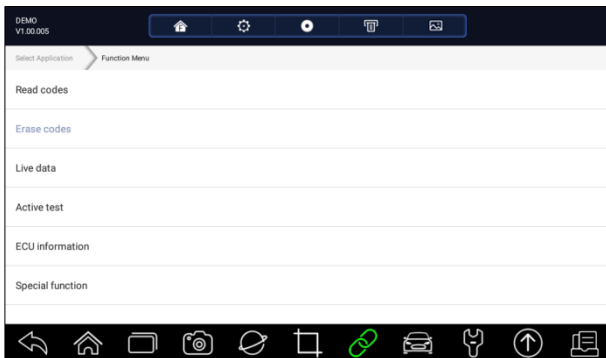 DEMO
V1.00.005
Select Application
Function Menu
Read codes
Erase codes
Live data
Active test
ECU information
Special function